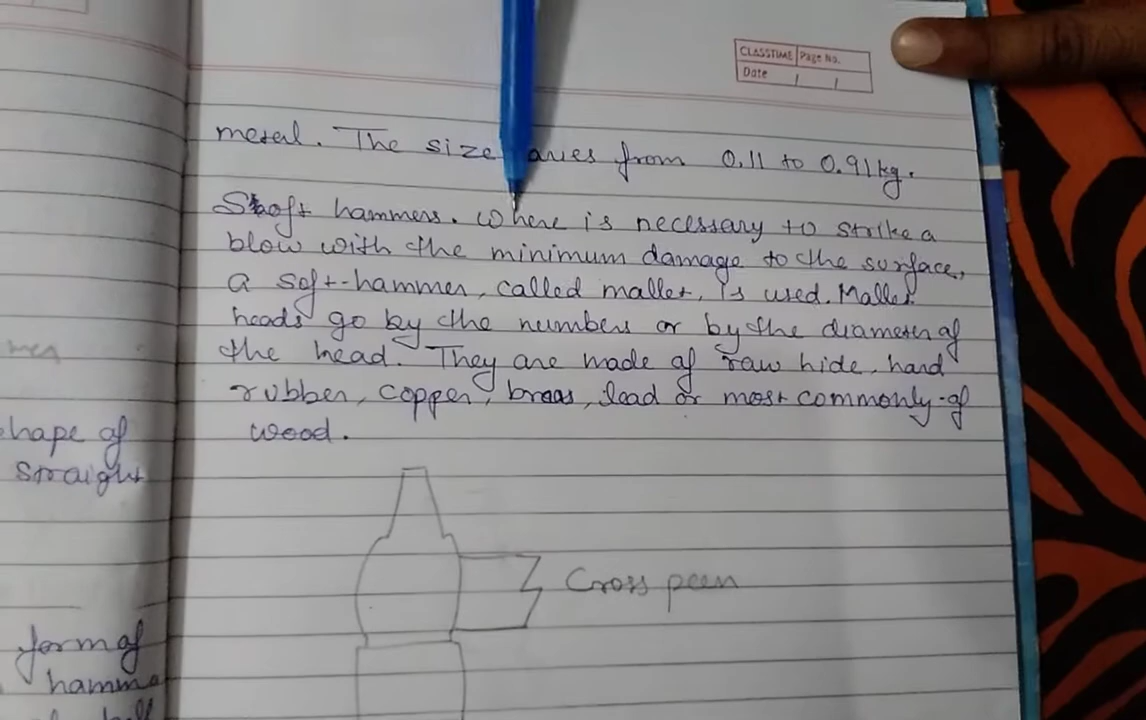 CLASSTIME Page No.
Date / /
metal. The size aries from 0.11 to 0.91 kg.
Soft hammers. Where is necessary to strike a
blow with the minimum damage to the surface,
a soft-hammer, called mallet, is used. Mallet
heads go by the numbers or by the diameter of
the head. They are made of raw hide, hard
rubber, copper, brass, lead or most commonly-of
wood.
Cross peen
men
hape of
straight
form of
hamme